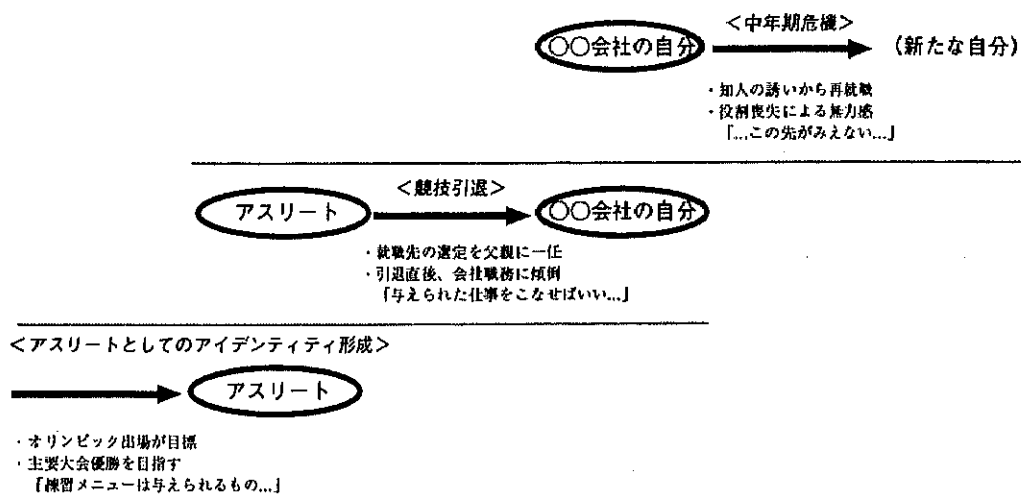 <中年期危機>
○○会社の自分
(新たな自分)
・知人の誘いから再就職
・役割喪失による無力感
「...この先がみえない...」
<競技引退>
アスリート
○○会社の自分
・就職先の選定を父親に一任
・引退直後、会社職務に傾倒
「与えられた仕事をこなせばいい...」
<アスリートとしてのアイデンティティ形成>
アスリート
・オリンピック出場が目標
・主要大会優勝を目指す
「練習メニューは与えられるもの...」